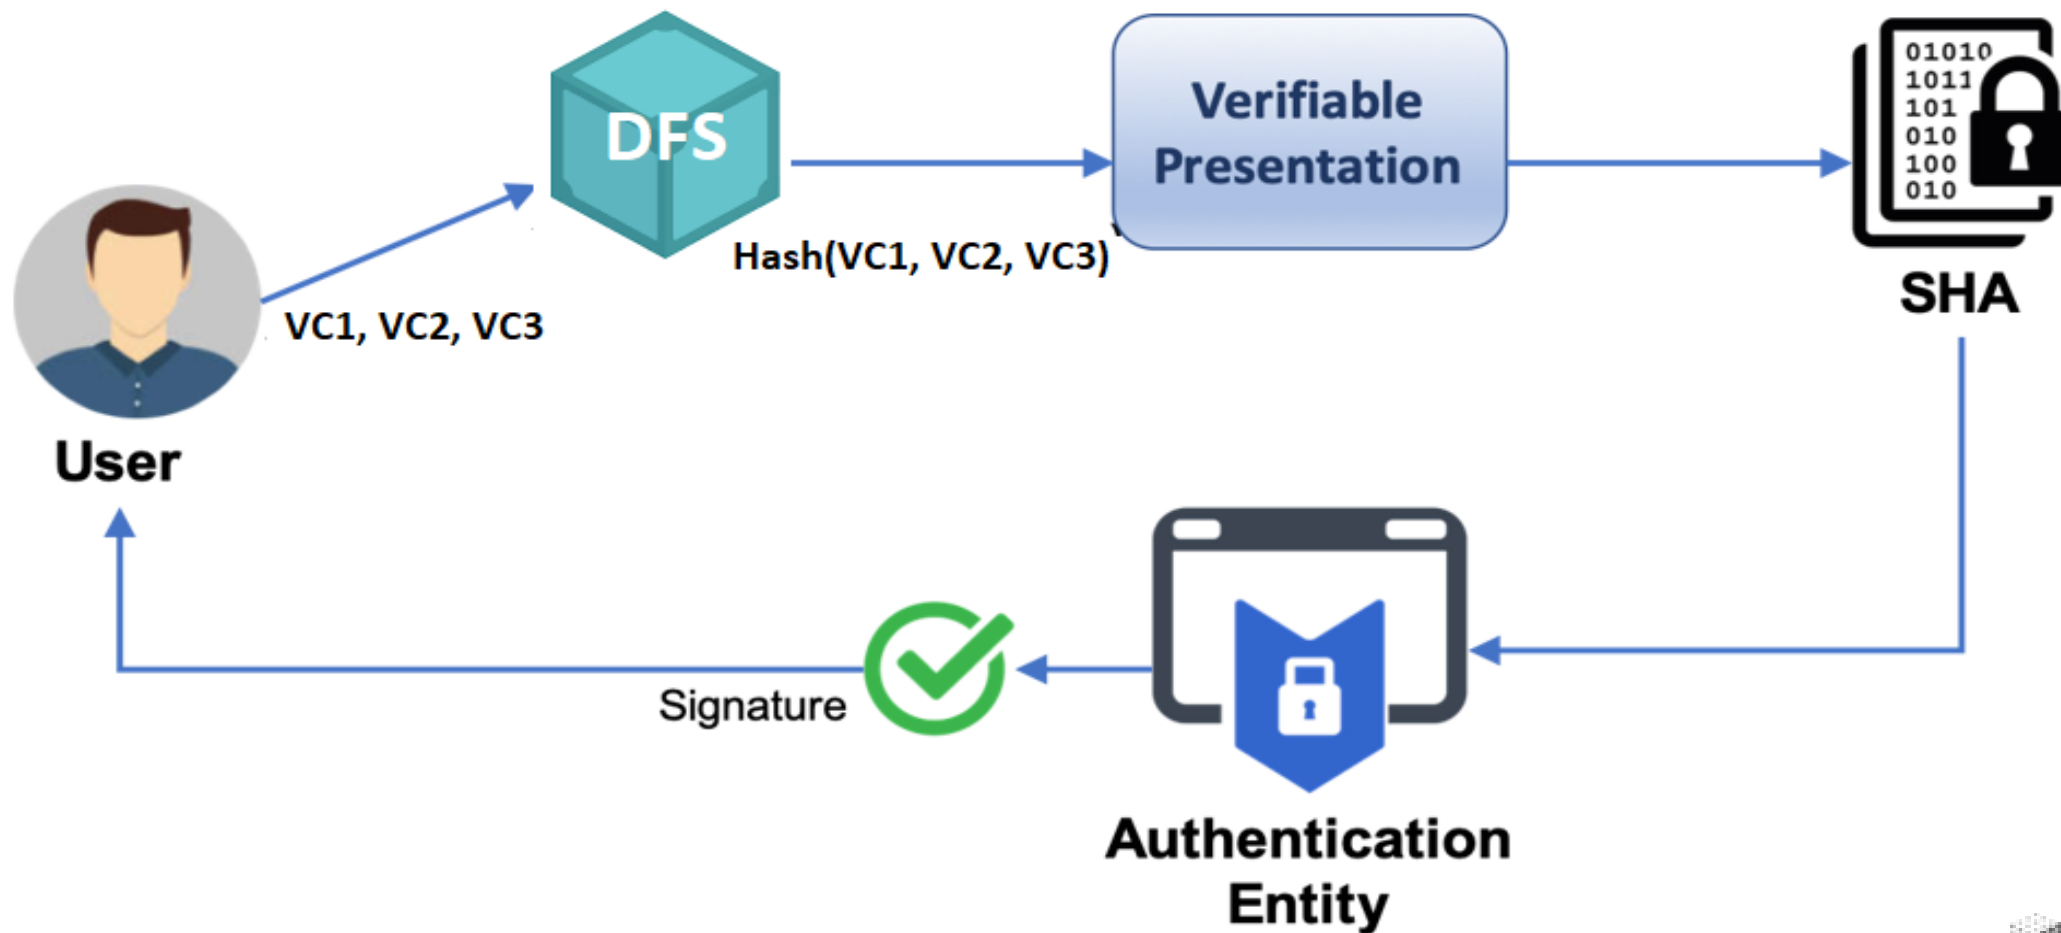 DFS
Verifiable
Presentation
01010
1011
101
010
100
010
Hash(VC1, VC2, VC3)
SHA
VC1, VC2, VC3
User
Signature
Authentication
Entity